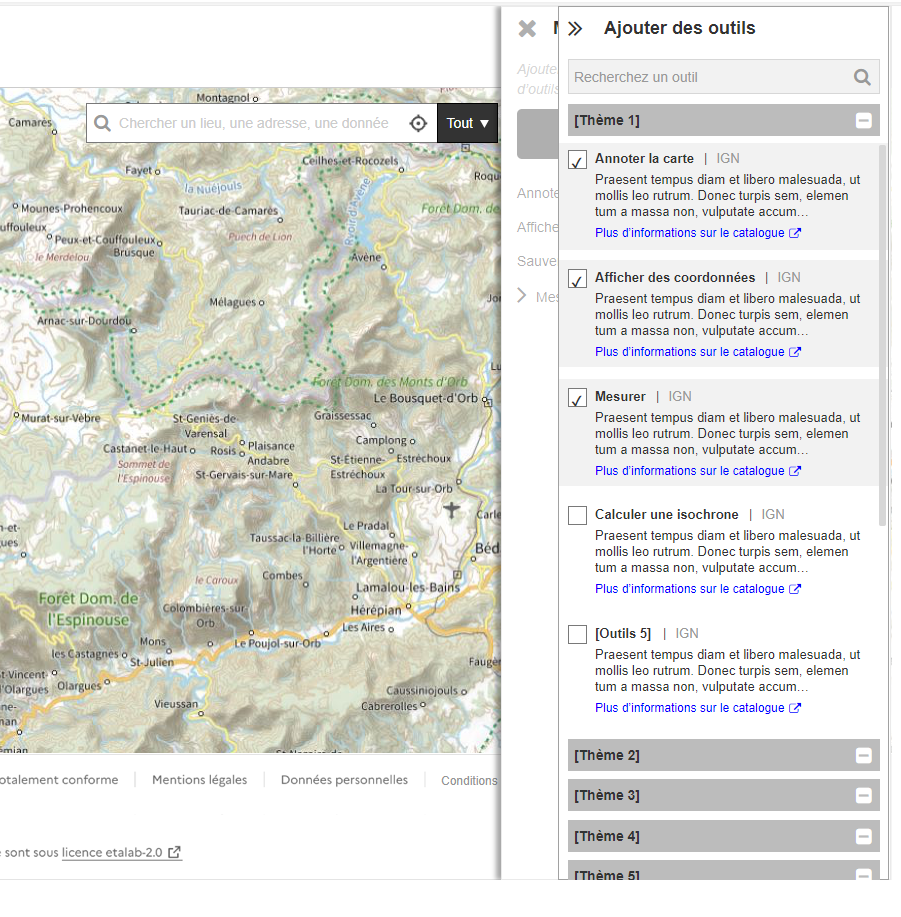 Montagnol
Camarès
Chercher un lieu, une adresse, une donnée
Tout ▼
Ceilhes-et-Rocozels
Fayet
la Nuéjouls
Mounes-Prohencoux
Tauriac-de-Camarès
Forêt Dom. de
Peux-et-Couffouleux
Puech de Lion
le Merdelou
Brusque
Avène
Mélagues
Arnac-sur-Dourdou
Forêt Dom. des Monts d'Orb
Le Bousquet-d'Orb
Murat-sur-Vèbre
St-Geniès-de-
Varensal
Graissessac
Castanet-le-Haut
Rosis
Plaisance
Andabre
Camplong
Sommet de
l'Espinouse
St-Gervais-sur-Mare
St-Étienne-
Estréchoux
Estréchoux
La Tour-sur-Orb
Le Pradal
Taussac-la-Billière
l'Horte
Villemagne-
l'Argentière
le Caroux
Combes
Lamalou-les-Bains
Forêt Dom. de
l'Espinouse
Colombières-sur-
Orb
Hérépian
Les Aires
Mons
Le Poujol-sur-Orb
les Castagnes
St-Julien
St-Vincent-
d'Olargues
Olargues
Vieussan
Caussiniojouls
Cabrerolles
otalement conforme
Mentions légales
Données personnelles
Conditions
sont sous licence etalab-2.0
Ajoute
d'outils
Annote
Affiche
Sauve
Mes
Ajouter des outils
Recherchez un outil
[Thème 1]
Annoter la carte | IGN
Praesent tempus diam et libero malesuada, ut
mollis leo rutrum. Donec turpis sem, elemen
tum a massa non, vulputate accum…
Plus d'informations sur le catalogue
Afficher des coordonnées | IGN
Praesent tempus diam et libero malesuada, ut
mollis leo rutrum. Donec turpis sem, elemen
tum a massa non, vulputate accum…
Plus d'informations sur le catalogue
Mesurer | IGN
Praesent tempus diam et libero malesuada, ut
mollis leo rutrum. Donec turpis sem, elemen
tum a massa non, vulputate accum…
Plus d'informations sur le catalogue
Calculer une isochrone | IGN
Praesent tempus diam et libero malesuada, ut
mollis leo rutrum. Donec turpis sem, elemen
tum a massa non, vulputate accum…
Plus d'informations sur le catalogue
[Outils 5] | IGN
Praesent tempus diam et libero malesuada, ut
mollis leo rutrum. Donec turpis sem, elemen
tum a massa non, vulputate accum…
Plus d'informations sur le catalogue
[Thème 2]
[Thème 3]
[Thème 4]
[Thème 5]